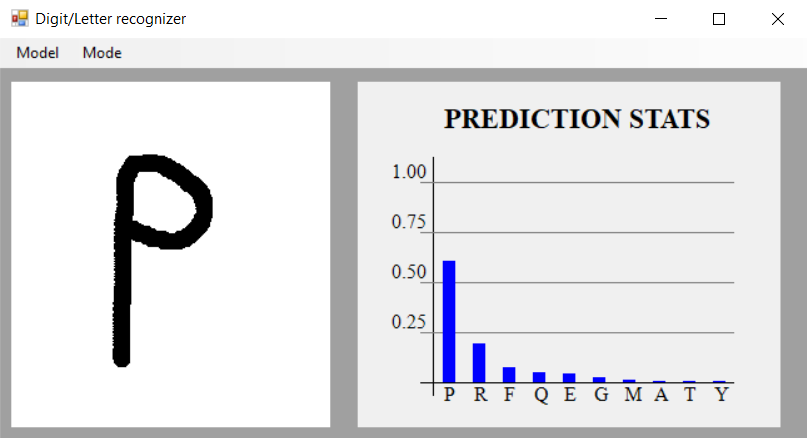 Digit/Letter recognizer
Model Mode
P
PREDICTION STATS
1.00
0.75
0.50
0.25
P R F Q E G M A T Y